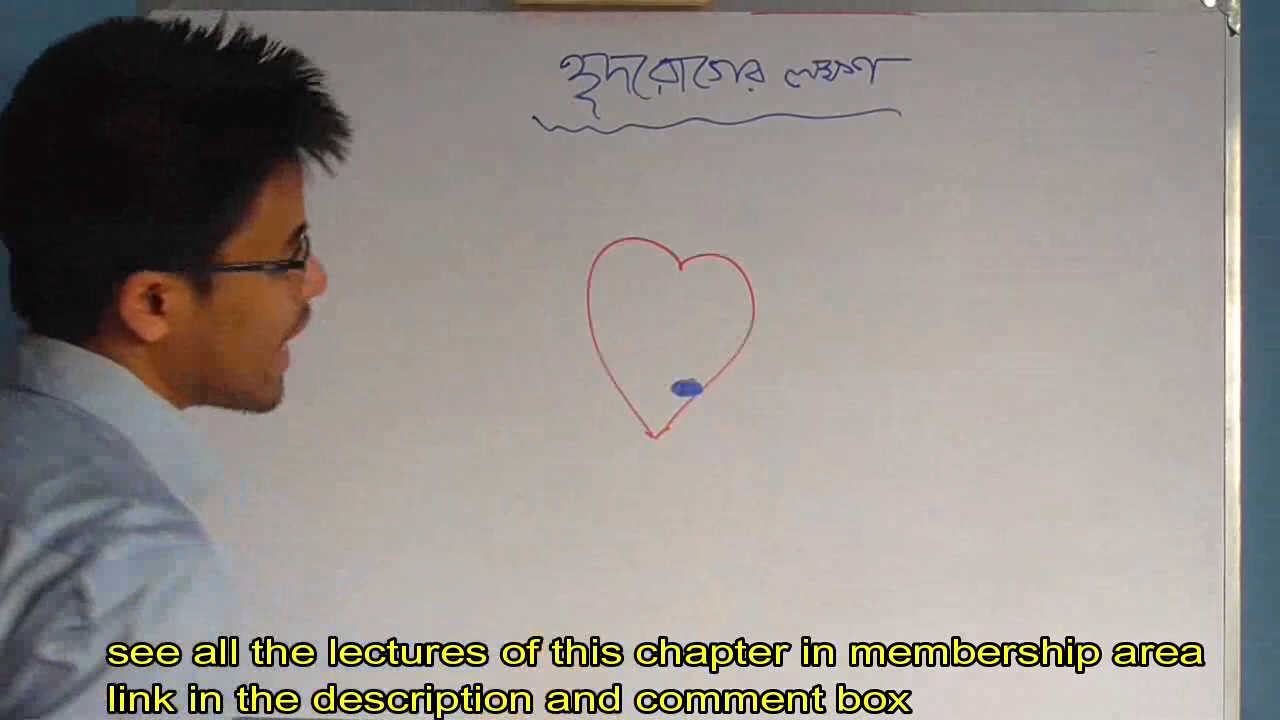 হৃদরোগের লক্ষণ
see all the lectures of this chapter in membership area
link in the description and comment box